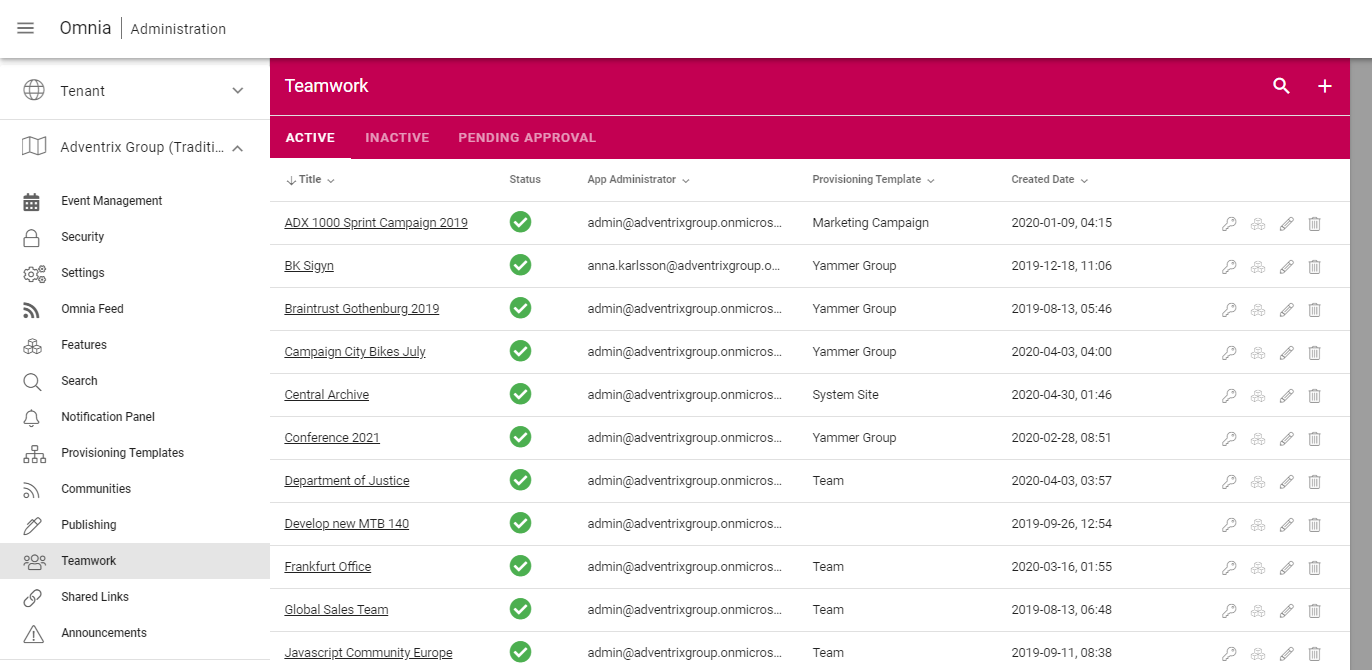 Omnia | Administration
Tenant
Adventrix Group (Traditi...
Event Management
Security
Settings
Omnia Feed
Features
Search
Notification Panel
Provisioning Templates
Communities
Publishing
Teamwork
Shared Links
Announcements
Teamwork
ACTIVE INACTIVE PENDING APPROVAL
Title Status App Administrator Provisioning Template Created Date
ADX 1000 Sprint Campaign 2019 admin@adventrixgroup.onmicros... Marketing Campaign 2020-01-09, 04:15
BK Sigyn anna.karlsson@adventrixgroup.o... Yammer Group 2019-12-18, 11:06
Braintrust Gothenburg 2019 admin@adventrixgroup.onmicros... Yammer Group 2019-08-13, 05:46
Campaign City Bikes July admin@adventrixgroup.onmicros... Yammer Group 2020-04-03, 04:00
Central Archive admin@adventrixgroup.onmicros... System Site 2020-04-30, 01:46
Conference 2021 admin@adventrixgroup.onmicros... Yammer Group 2020-02-28, 08:51
Department of Justice admin@adventrixgroup.onmicros... Team 2020-04-03, 03:57
Develop new MTB 140 admin@adventrixgroup.onmicros... 2019-09-26, 12:54
Frankfurt Office admin@adventrixgroup.onmicros... Team 2020-03-16, 01:55
Global Sales Team admin@adventrixgroup.onmicros... Team 2019-08-13, 06:48
Javascript Community Europe admin@adventrixgroup.onmicros... Team 2019-09-11, 08:38